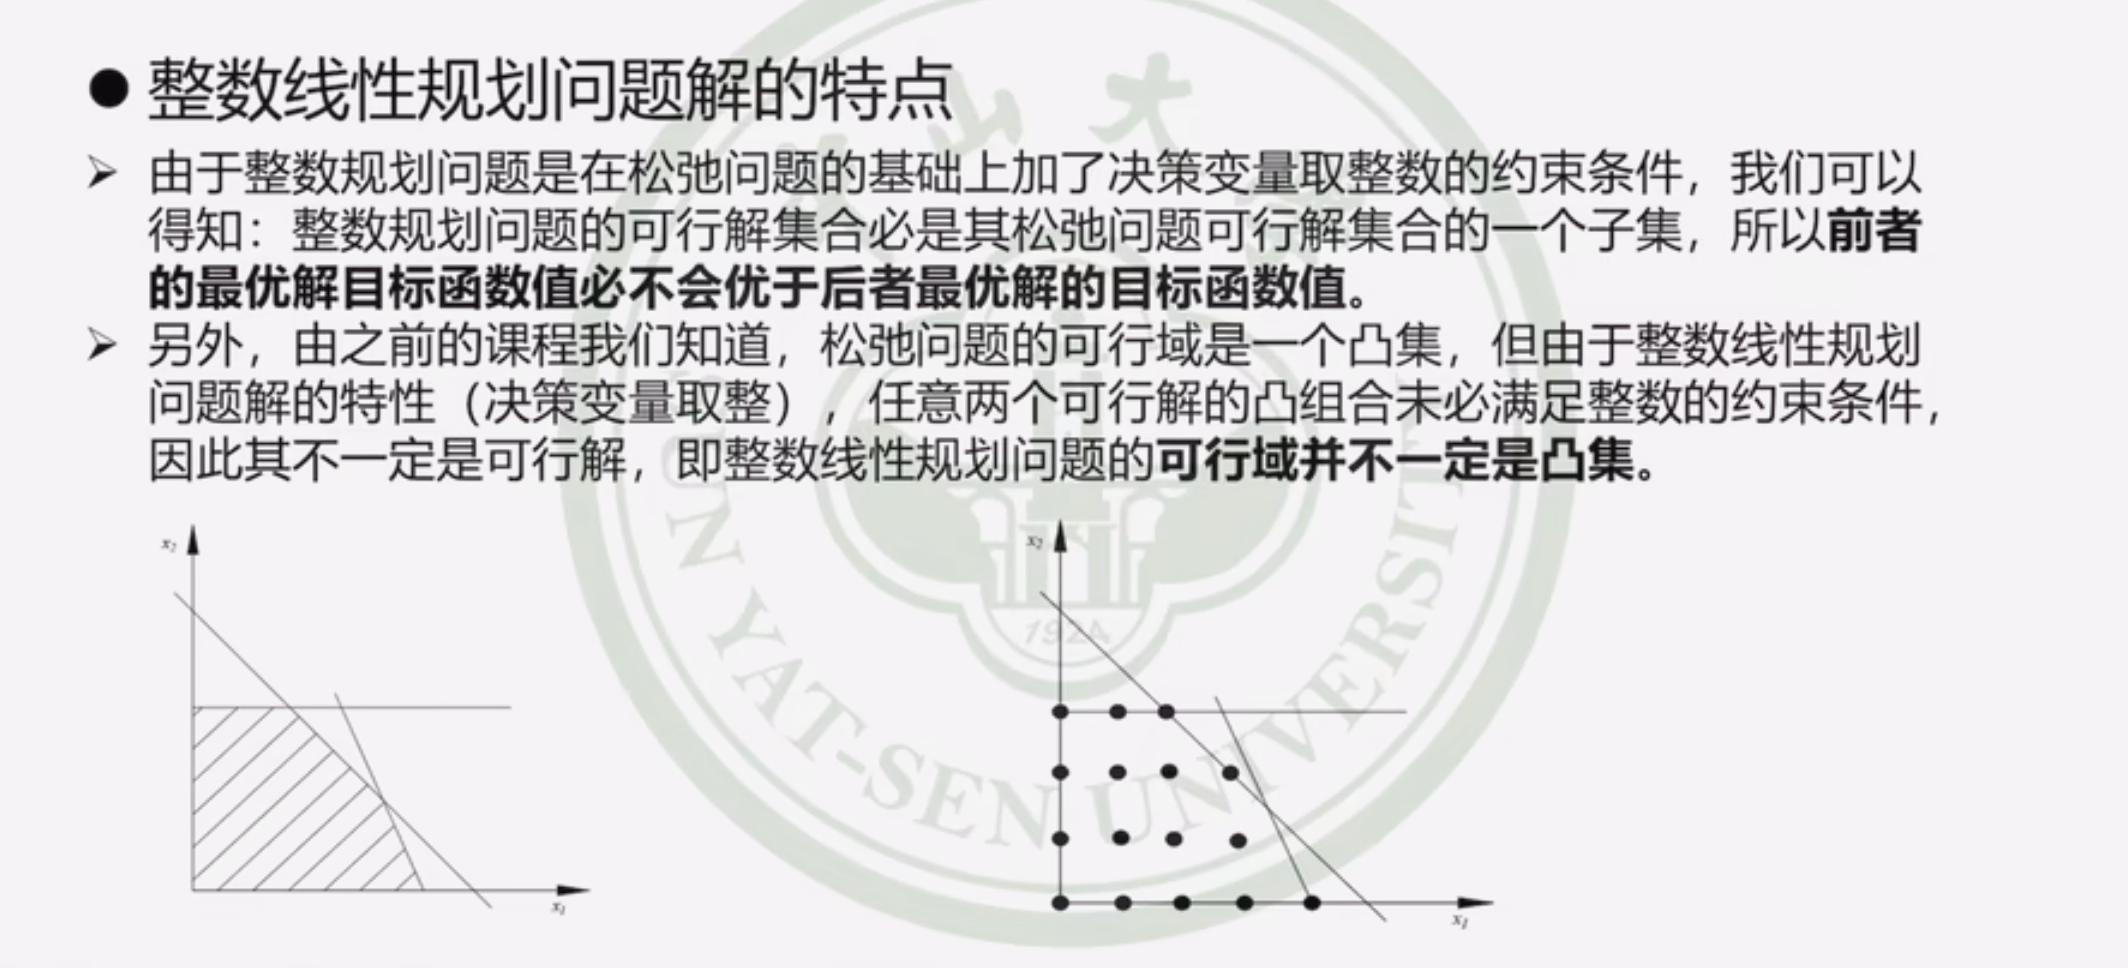 整数线性规划问题解的特点
由于整数规划问题是在松弛问题的基础上加了决策变量取整数的约束条件，我们可以
得知：整数规划问题的可行解集合必是其松弛问题可行解集合的一个子集，所以前者
的最优解目标函数值必不会优于后者最优解的目标函数值。
另外，由之前的课程我们知道，松弛问题的可行域是一个凸集，但由于整数线性规划
问题解的特性（决策变量取整），任意两个可行解的凸组合未必满足整数的约束条件，
因此其不一定是可行解，即整数线性规划问题的可行域并不一定是凸集。
x₂
x₁
x₂
x₁
山大
1924
UN YAT-SEN UNIVERSIT